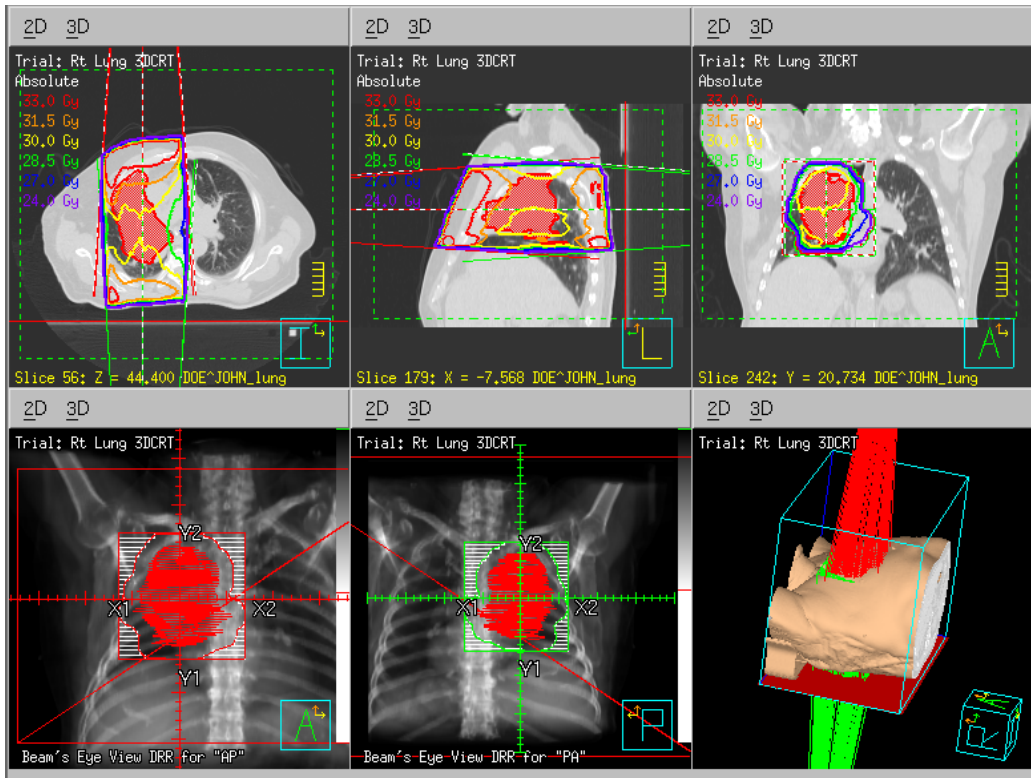 2D 3D
Trial: Rt Lung 3DCRT
Absolute
33.0 Gy
31.5 Gy
30.0 Gy
28.5 Gy
27.0 Gy
24.0 Gy
I
Slice 56: Z = 44.400 DOE^JOHN_lung
2D 3D
Trial: Rt Lung 3DCRT
Absolute
33.0 Gy
31.5 Gy
30.0 Gy
28.5 Gy
27.0 Gy
24.0 Gy
L
Slice 179: X = -7.568 DOE^JOHN_lung
2D 3D
Trial: Rt Lung 3DCRT
Absolute
33.0 Gy
31.5 Gy
30.0 Gy
28.5 Gy
27.0 Gy
24.0 Gy
A
Slice 242: Y = 20.734 DOE^JOHN_lung
2D 3D
Trial: Rt Lung 3DCRT
Y2
X1 X2
Y1
A
Beam's Eye View DRR for "AP"
2D 3D
Trial: Rt Lung 3DCRT
Y2
X1 X2
Y1
P
Beam's Eye View DRR for "PA"
2D 3D
Trial: Rt Lung 3DCRT
A
R